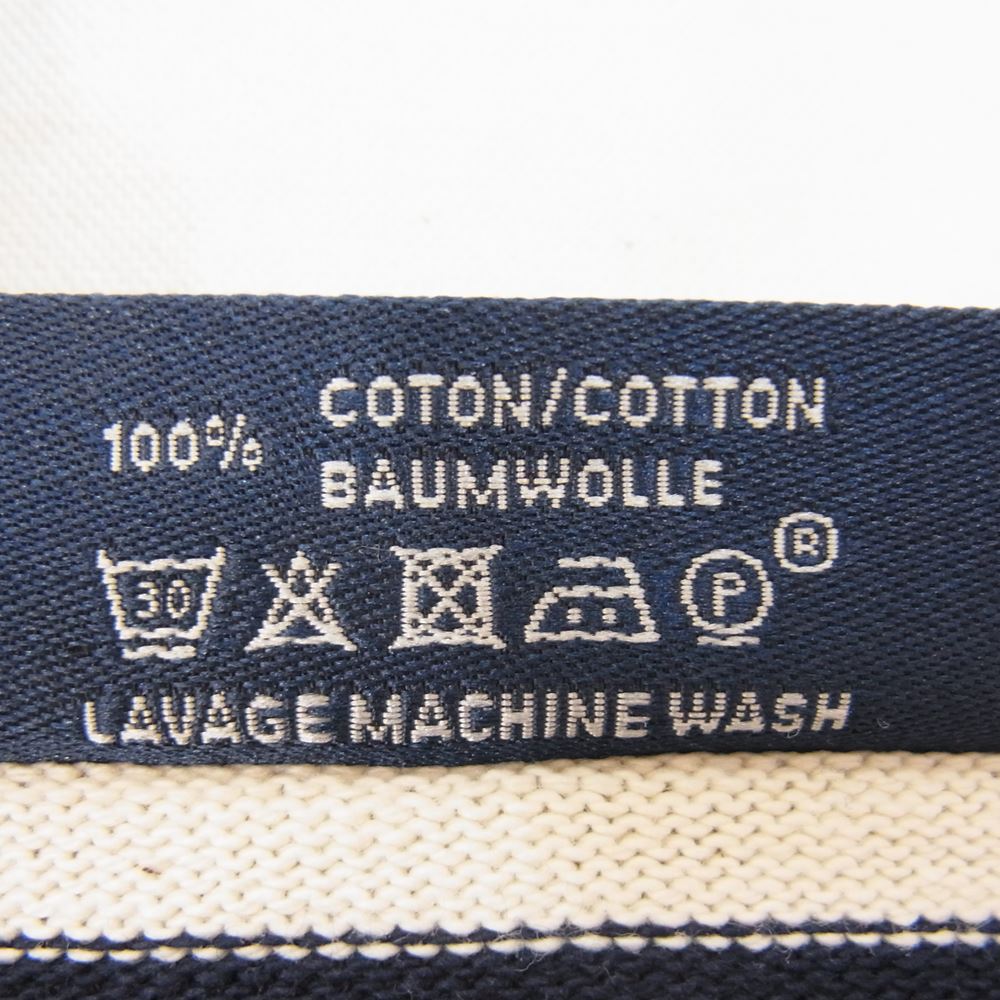 100% COTON/COTTON
BAUMWOLLE
30 P ®
LAVAGE MACHINE WASH